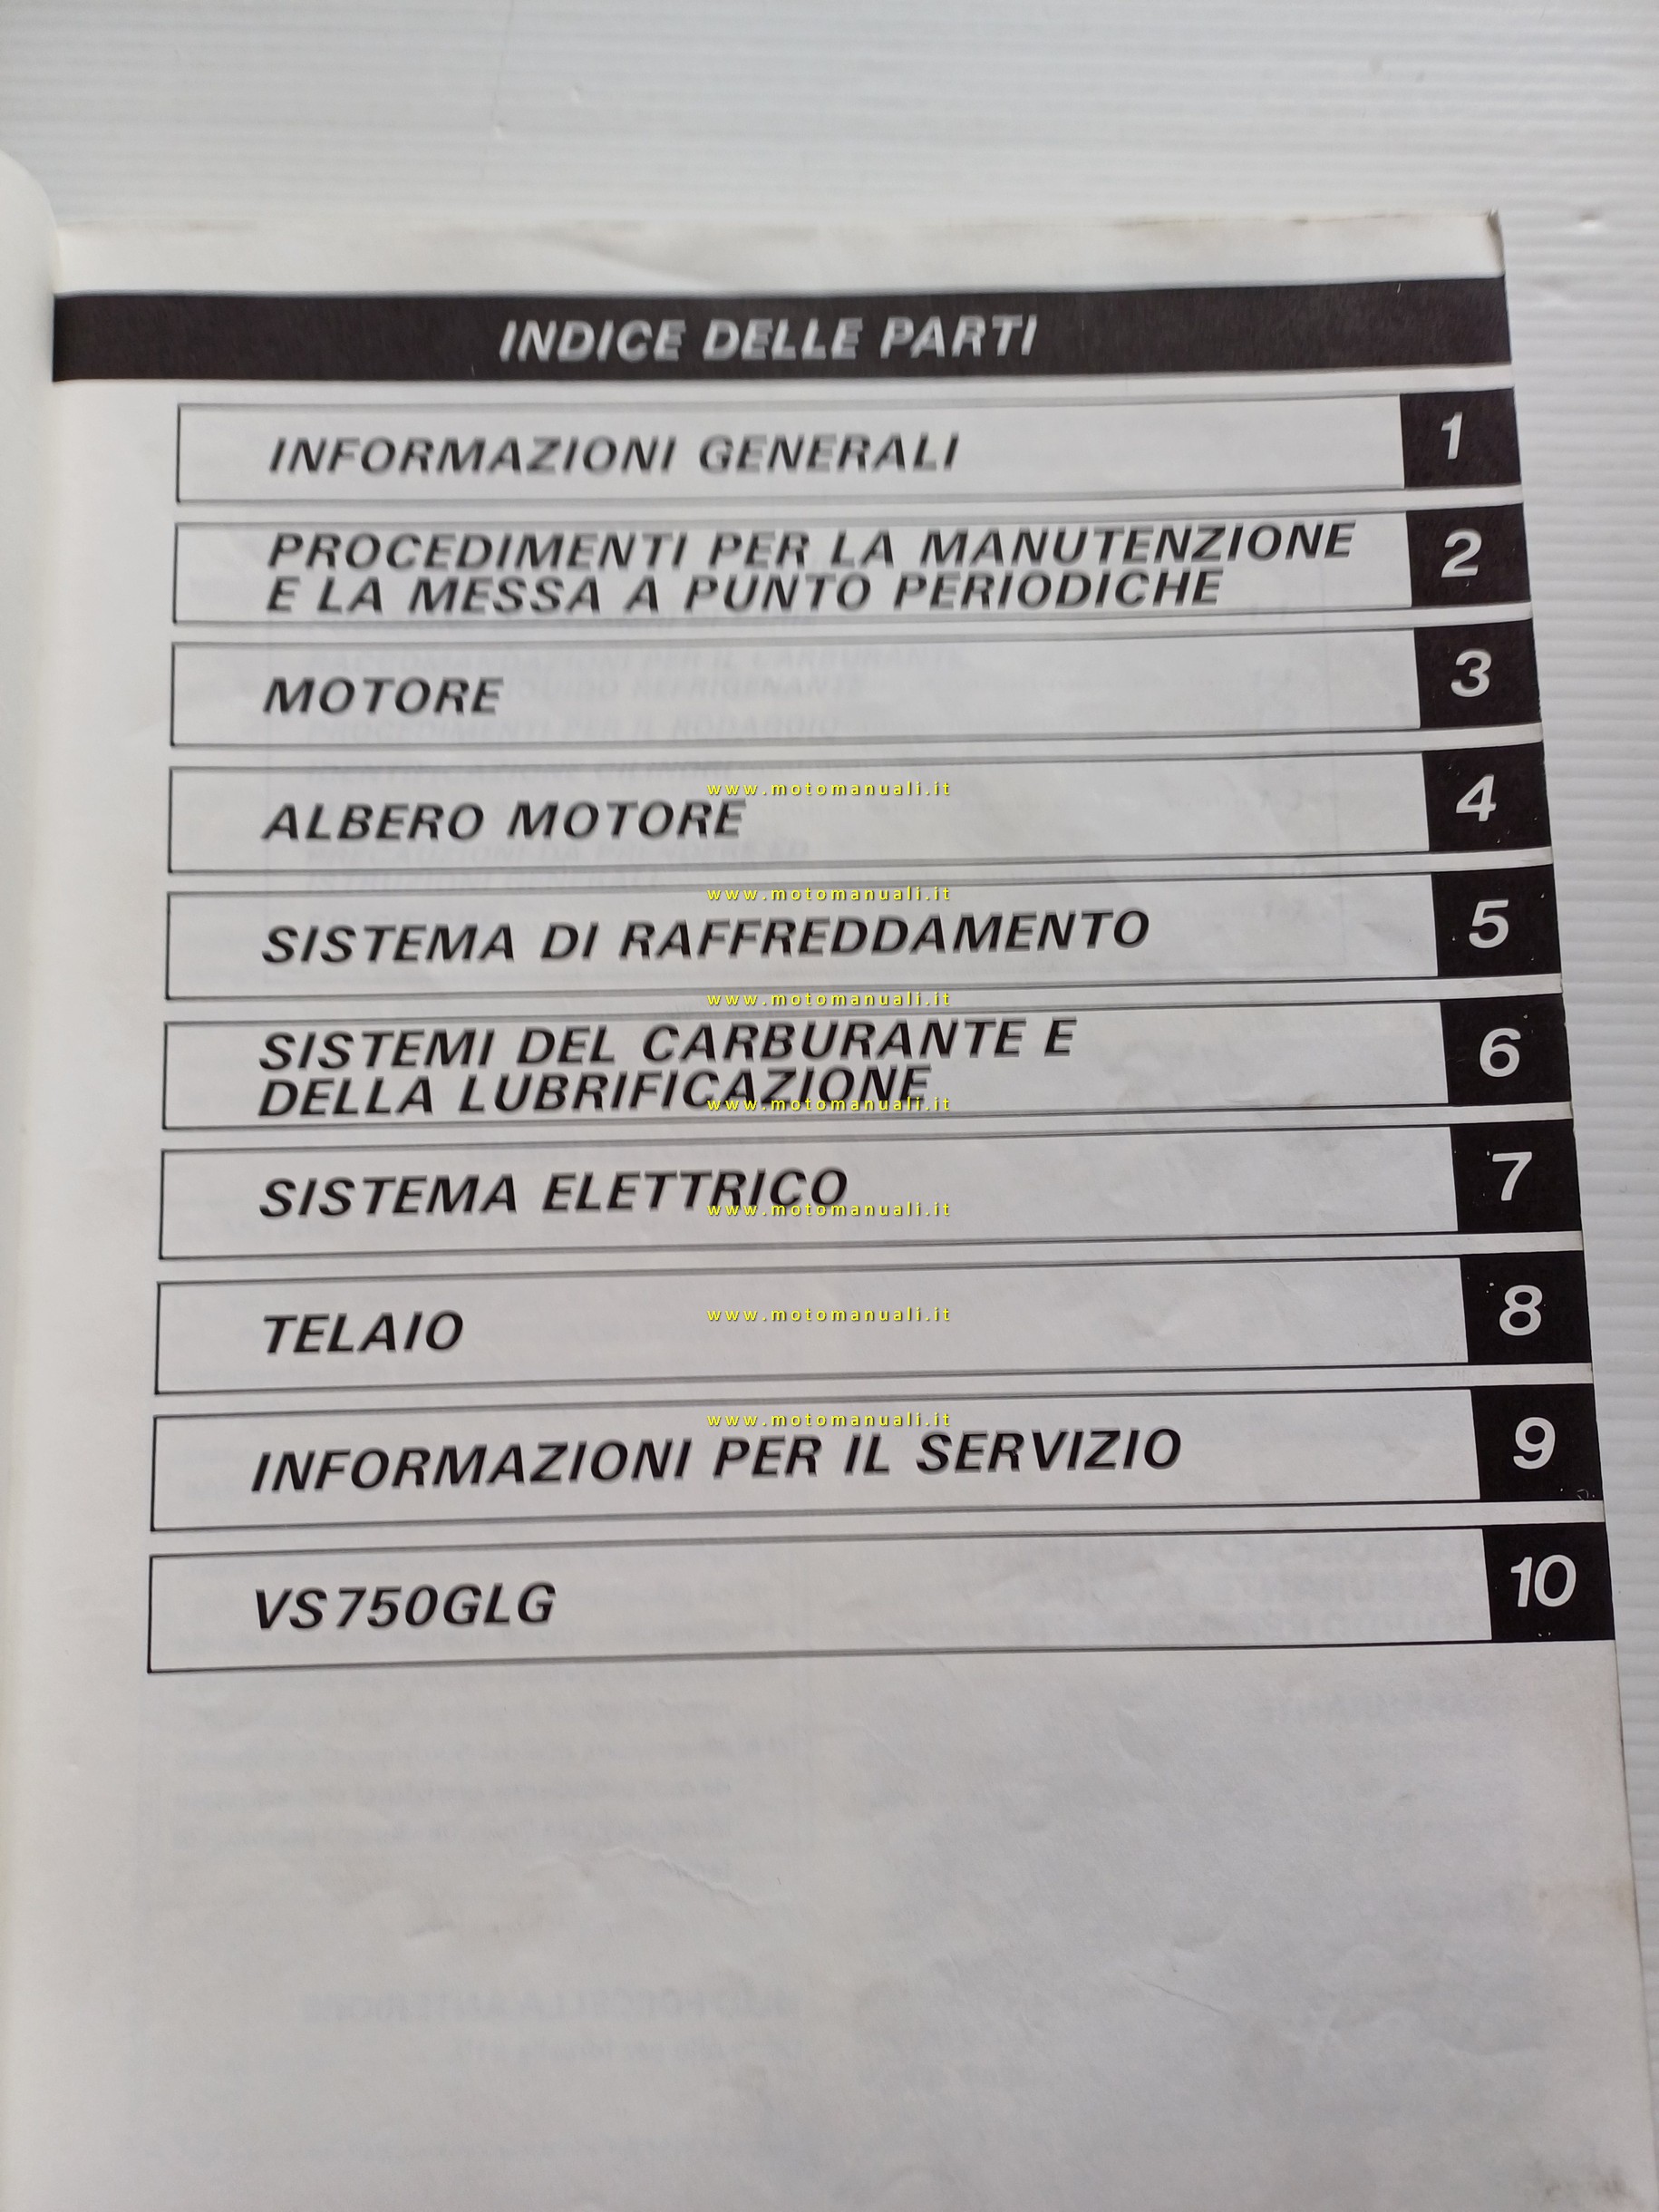 INDICE DELLE PARTI
INFORMAZIONI GENERALI 1
PROCEDIMENTI PER LA MANUTENZIONE
E LA MESSA A PUNTO PERIODICHE 2
MOTORE 3
www.motomanuali.it
ALBERO MOTORE 4
www.motomanuali.it
SISTEMA DI RAFFREDDAMENTO 5
www.motomanuali.it
SISTEMI DEL CARBURANTE E
DELLA LUBRIFICAZIONE 6
www.motomanuali.it
SISTEMA ELETTRICO 7
www.motomanuali.it
TELAIO 8
www.motomanuali.it
www.motomanuali.it
INFORMAZIONI PER IL SERVIZIO 9
VS750GLG 10